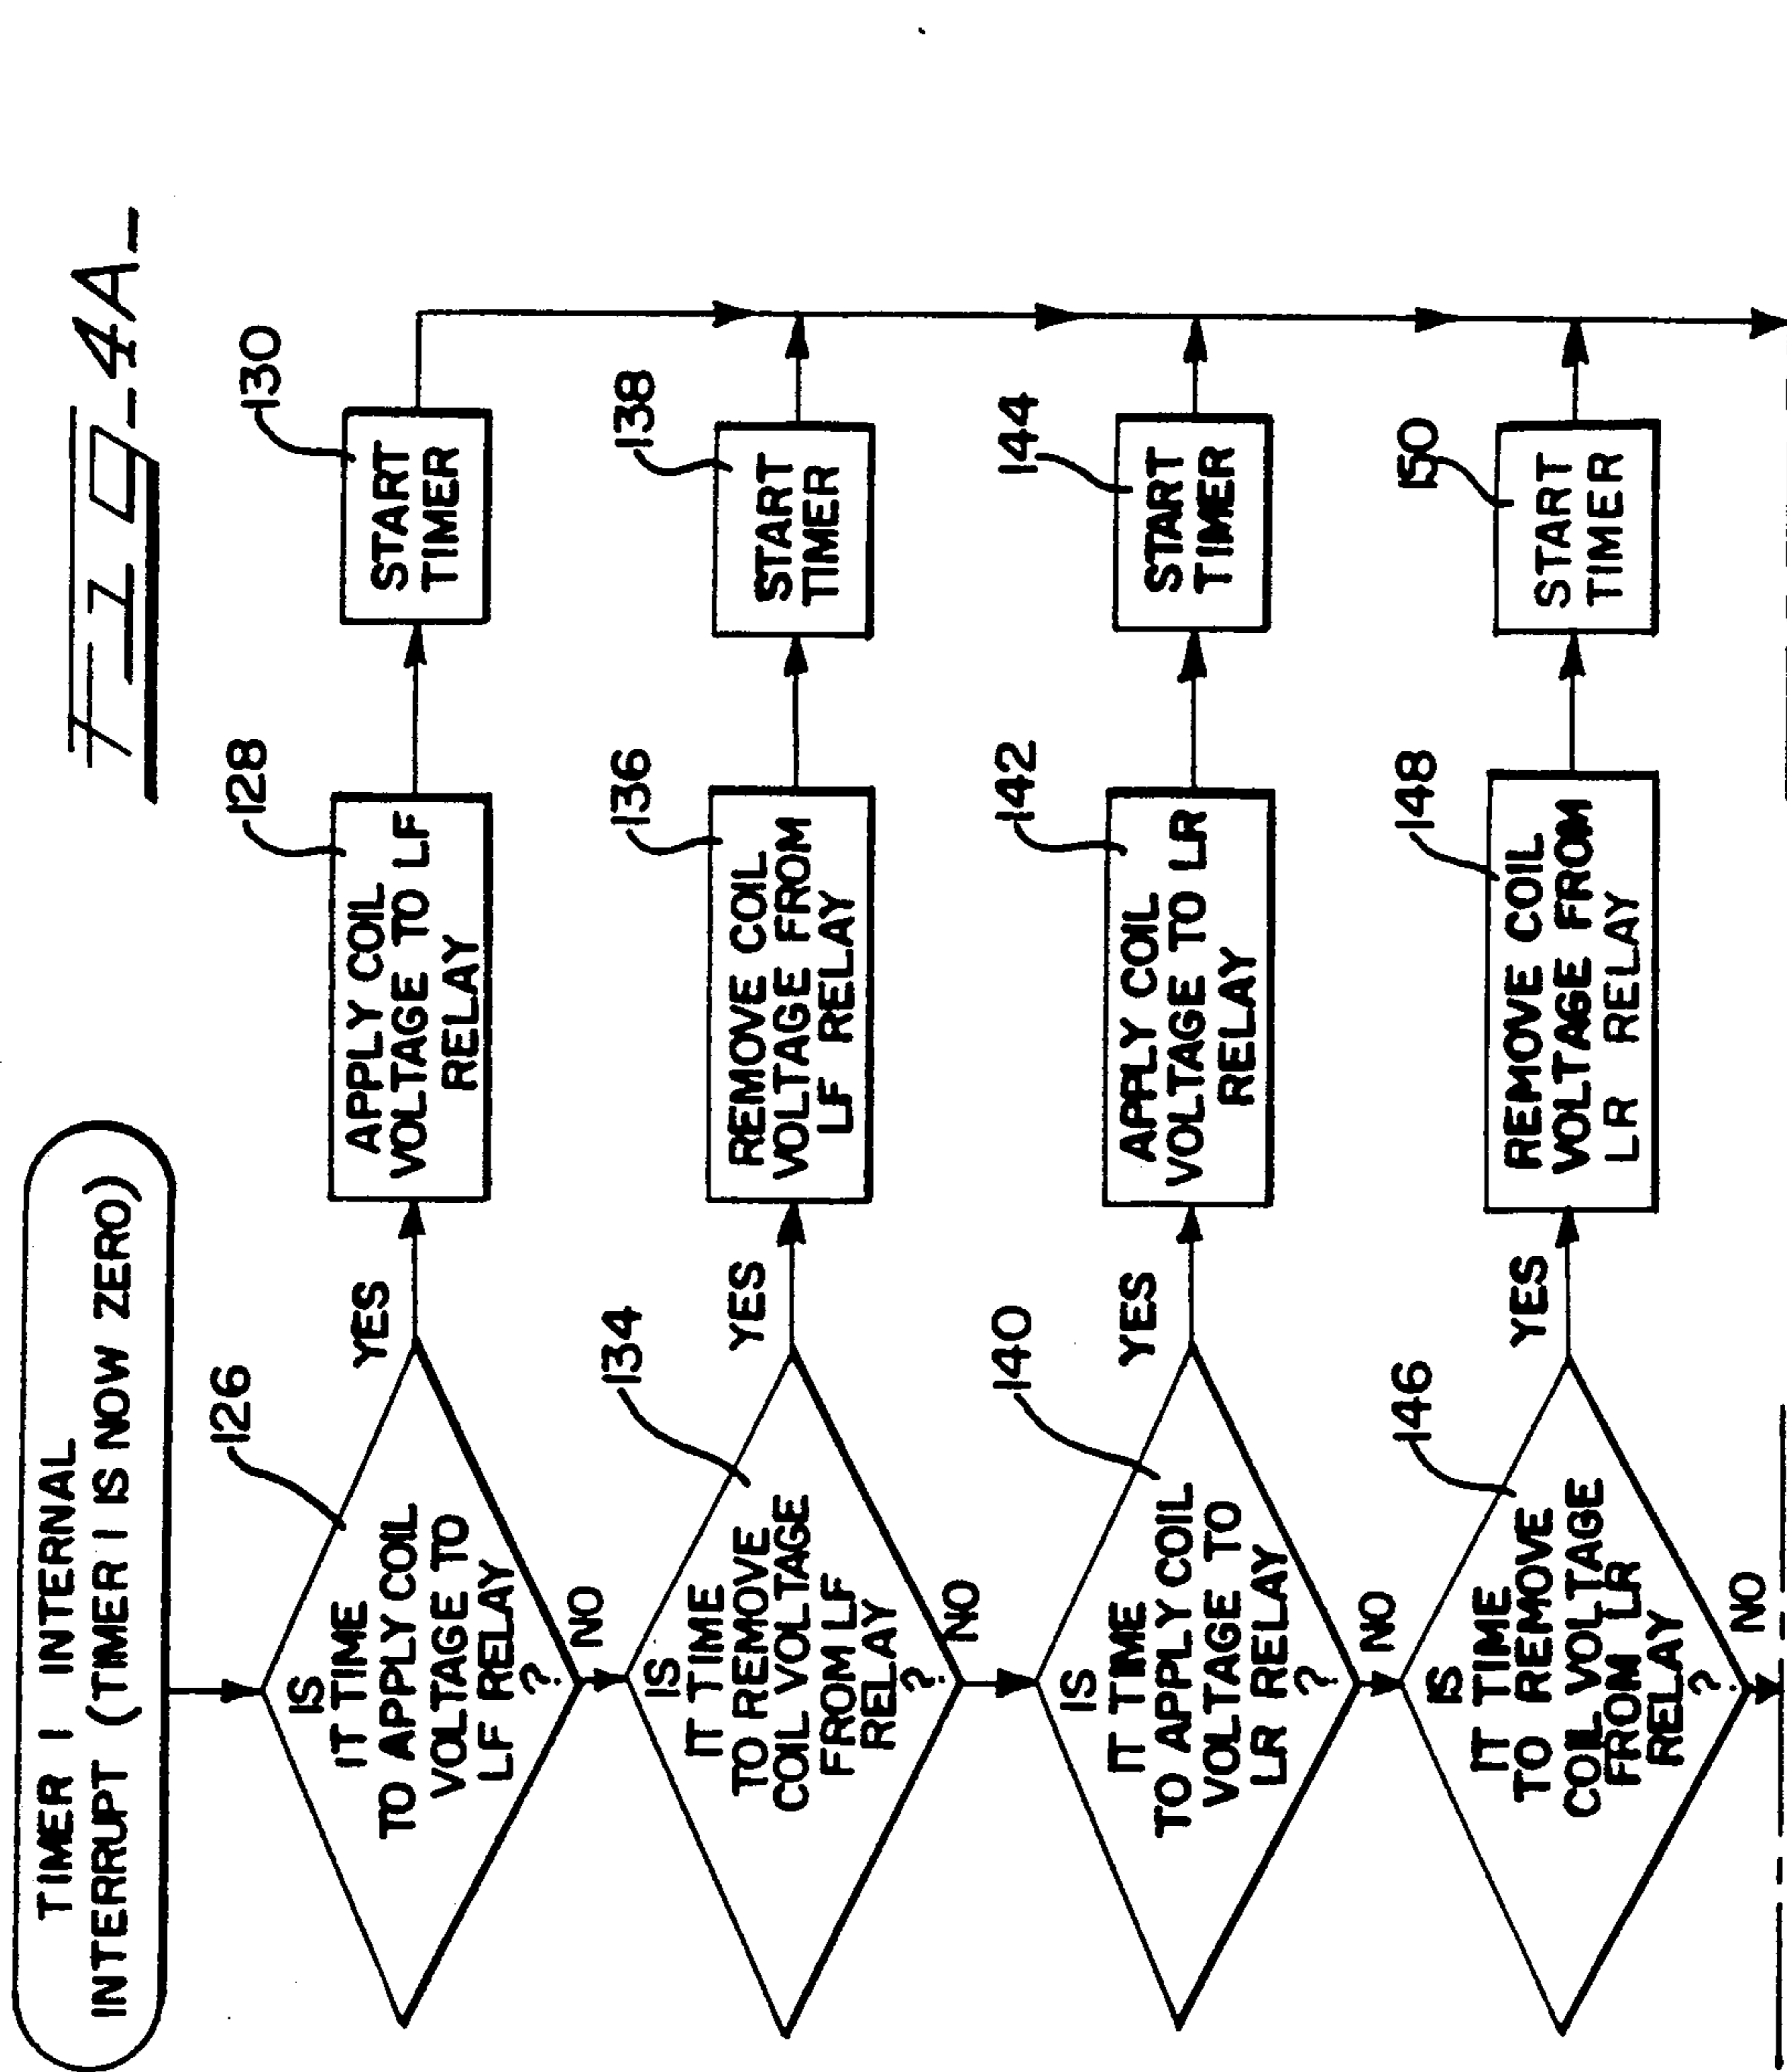 FIG-4A-
TIMER 1 INTERNAL
INTERRUPT (TIMER 1 IS NOW ZERO)
126
IS
IT TIME
TO APPLY COIL
VOLTAGE TO
LF RELAY
?
YES
NO
128
APPLY COIL
VOLTAGE TO LF
RELAY
130
START
TIMER
134
IS
IT TIME
TO REMOVE
COIL VOLTAGE
FROM LF
RELAY
?
YES
NO
136
REMOVE COIL
VOLTAGE FROM
LF RELAY
138
START
TIMER
140
IS
IT TIME
TO APPLY COIL
VOLTAGE TO
LR RELAY
?
YES
NO
142
APPLY COIL
VOLTAGE TO LR
RELAY
144
START
TIMER
146
IS
IT TIME
TO REMOVE
COIL VOLTAGE
FROM LR
RELAY
?
YES
NO
148
REMOVE COIL
VOLTAGE FROM
LR RELAY
150
START
TIMER